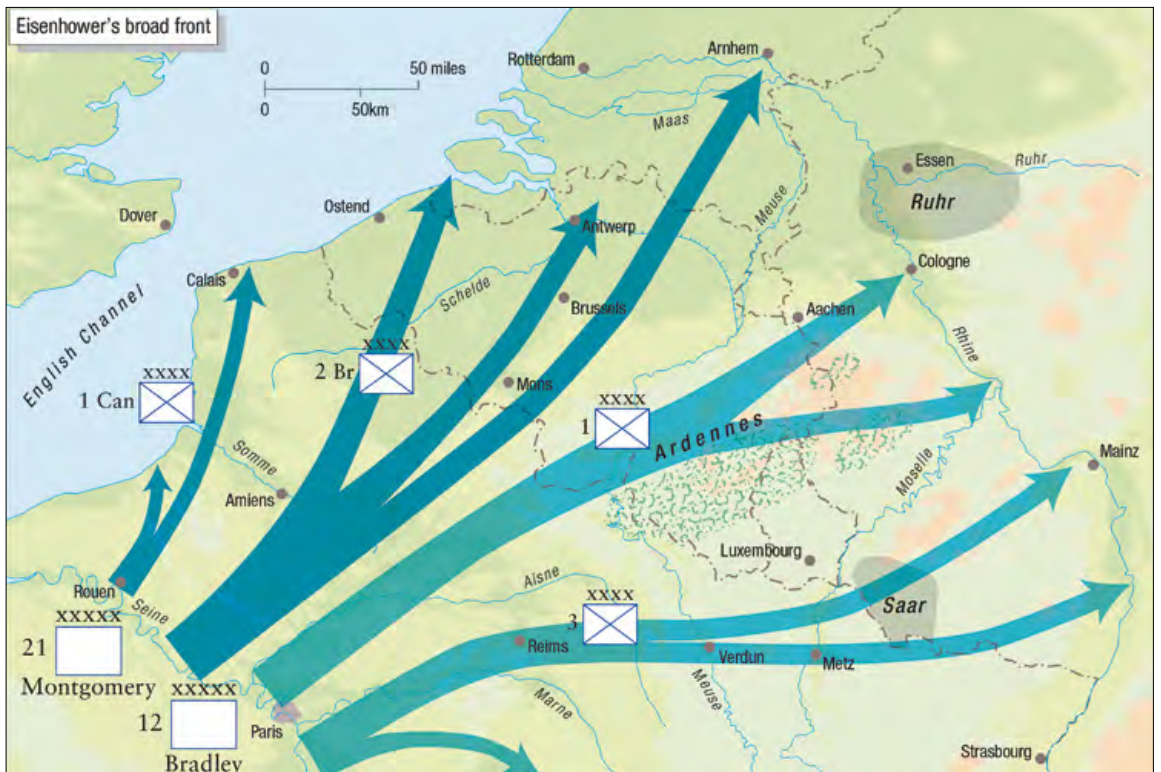 Eisenhower's broad front
0 50 miles
0 50km
Rotterdam
Arnhem
Maas
Essen
Ruhr
Ruhr
Dover
Ostend
Antwerp
Meuse
Calais
Schelde
Brussels
Cologne
Aachen
English Channel
Rhine
XXXX
2 Br
XXXX
1 Can
Mons
XXXX
1
Ardennes
Somme
Amiens
Moselle
Mainz
Luxembourg
Rouen
Seine
Aisne
Saar
XXXX
3
XXXXX
21
Montgomery
Reims
Verdun
Metz
XXXXX
12
Bradley
Paris
Marne
Meuse
Strasbourg